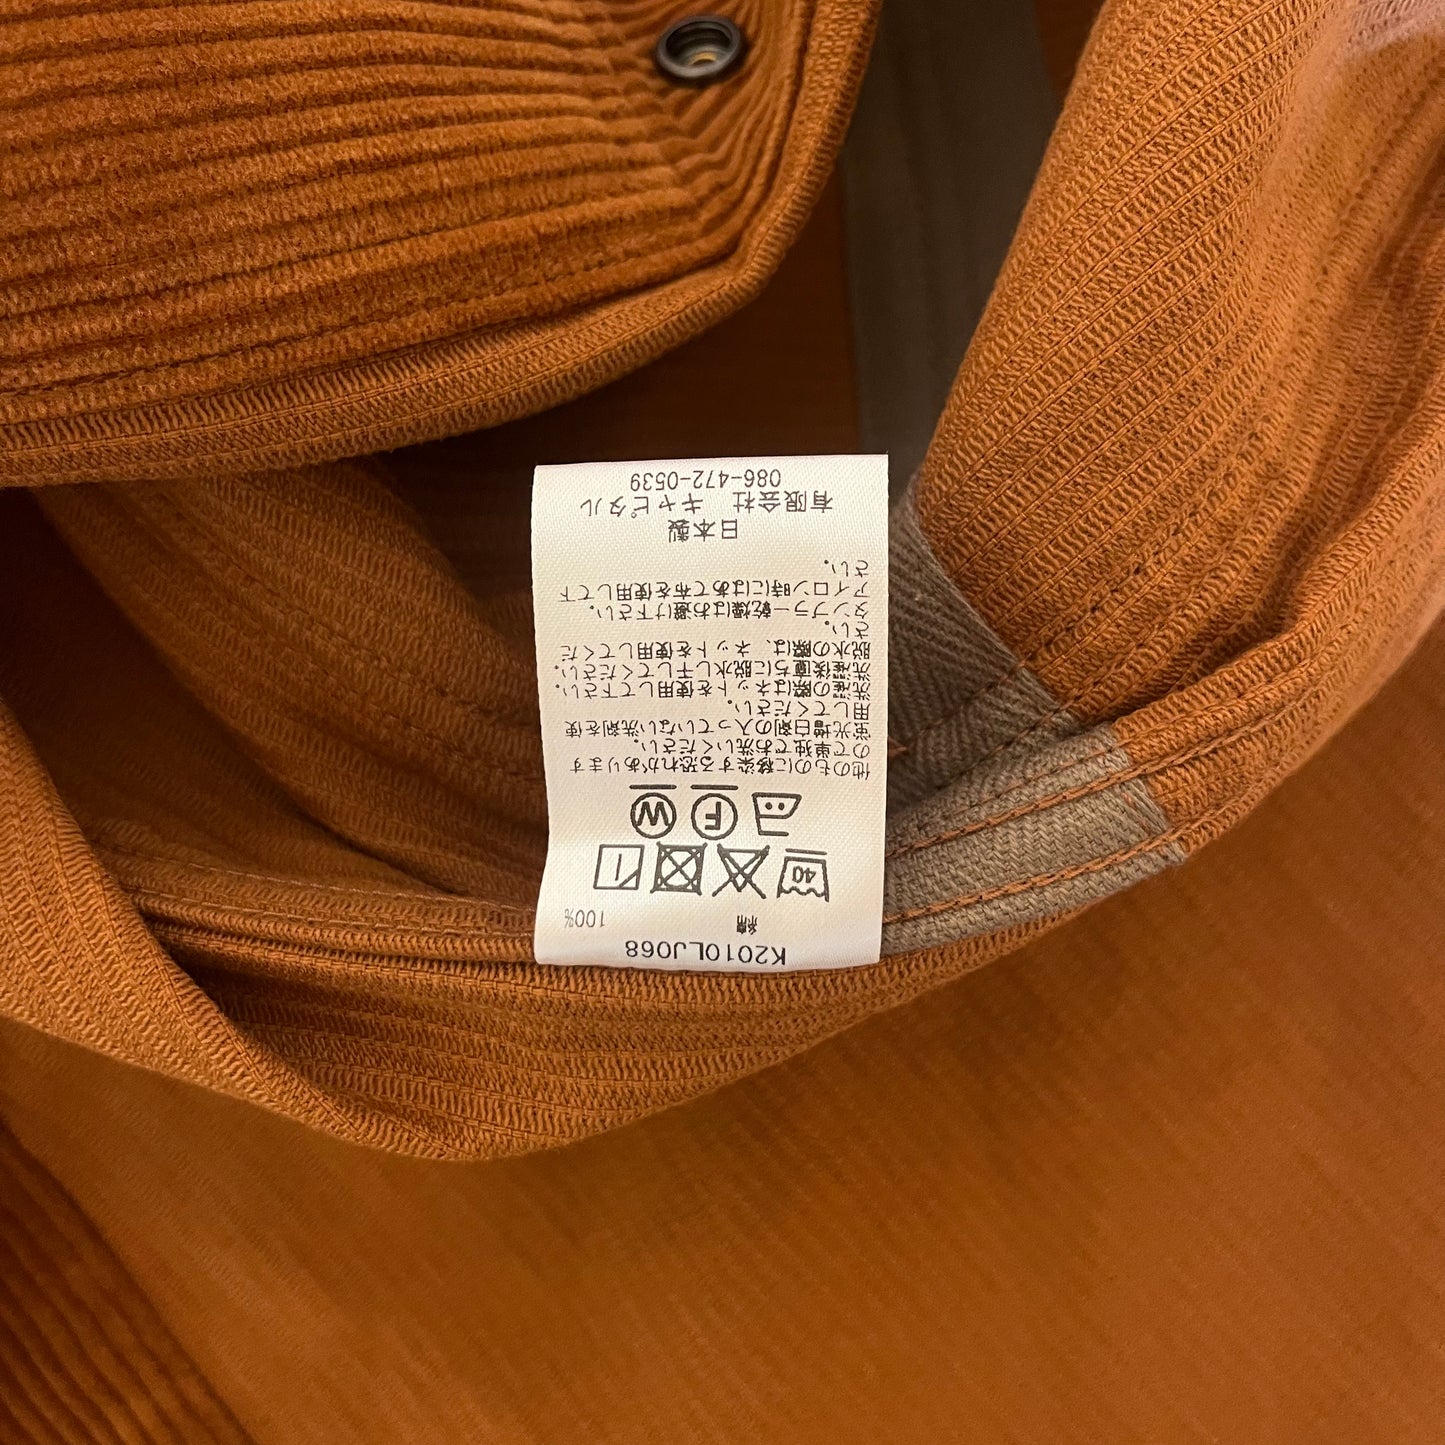 K2010LJ068
綿 100%
40
F W
他のものに移染する恐れがあります
ので単独でお洗いください。
蛍光増白剤の入っていない洗剤を使
用してください。
洗濯の際はネットを使用して下さい。
洗濯後直ちに脱水し干してください。
脱水の際は、ネットを使用してくだ
さい。
タンブラー乾燥はお避け下さい。
アイロン時にはあて布を使用して下
さい。
日本製
有限会社 キャピタル
086-472-0539